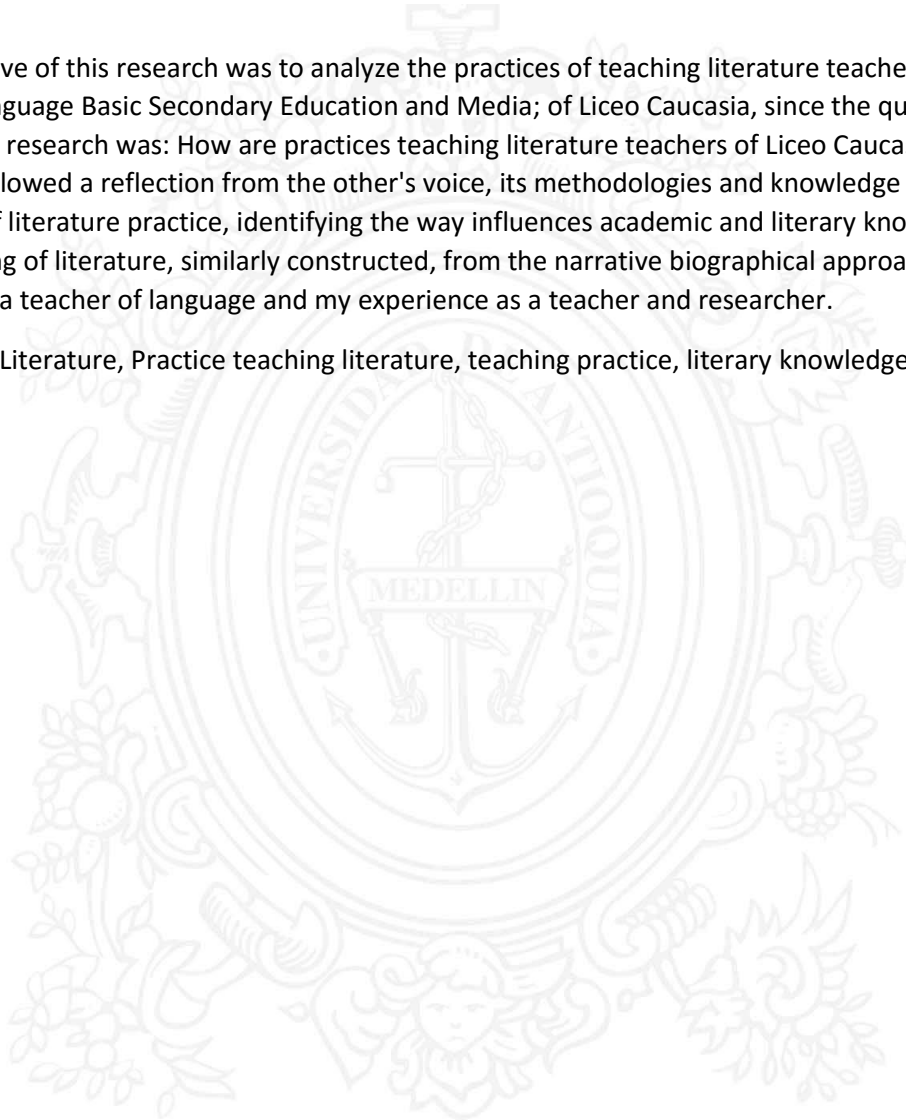 ve of this research was to analyze the practices of teaching literature teache
guage Basic Secondary Education and Media; of Liceo Caucasia, since the qu
research was: How are practices teaching literature teachers of Liceo Cauca
lowed a reflection from the other's voice, its methodologies and knowledge
f literature practice, identifying the way influences academic and literary kno
g of literature, similarly constructed, from the narrative biographical approa
a teacher of language and my experience as a teacher and researcher.
Literature, Practice teaching literature, teaching practice, literary knowledge
UNIVERSIDAD DE ANTIOQUIA
MEDELLIN